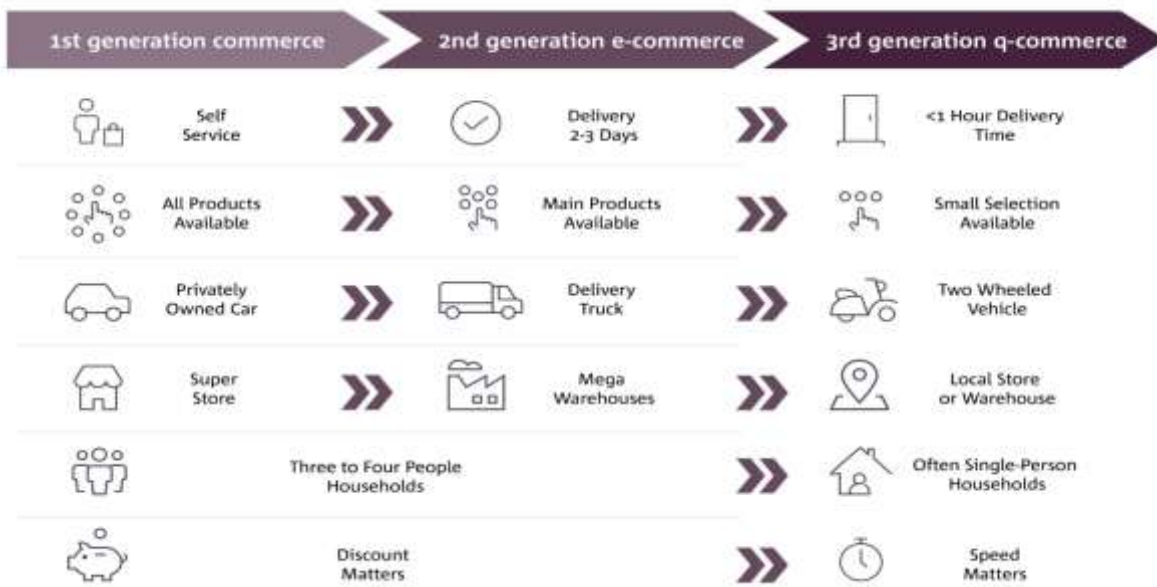 1st generation commerce
2nd generation e-commerce
3rd generation q-commerce
Self
Service
Delivery
2-3 Days
<1 Hour Delivery
Time
All Products
Available
Main Products
Available
Small Selection
Available
Privately
Owned Car
Delivery
Truck
Two Wheeled
Vehicle
Super
Store
Mega
Warehouses
Local Store
or Warehouse
Three to Four People
Households
Often Single-Person
Households
Discount
Matters
Speed
Matters